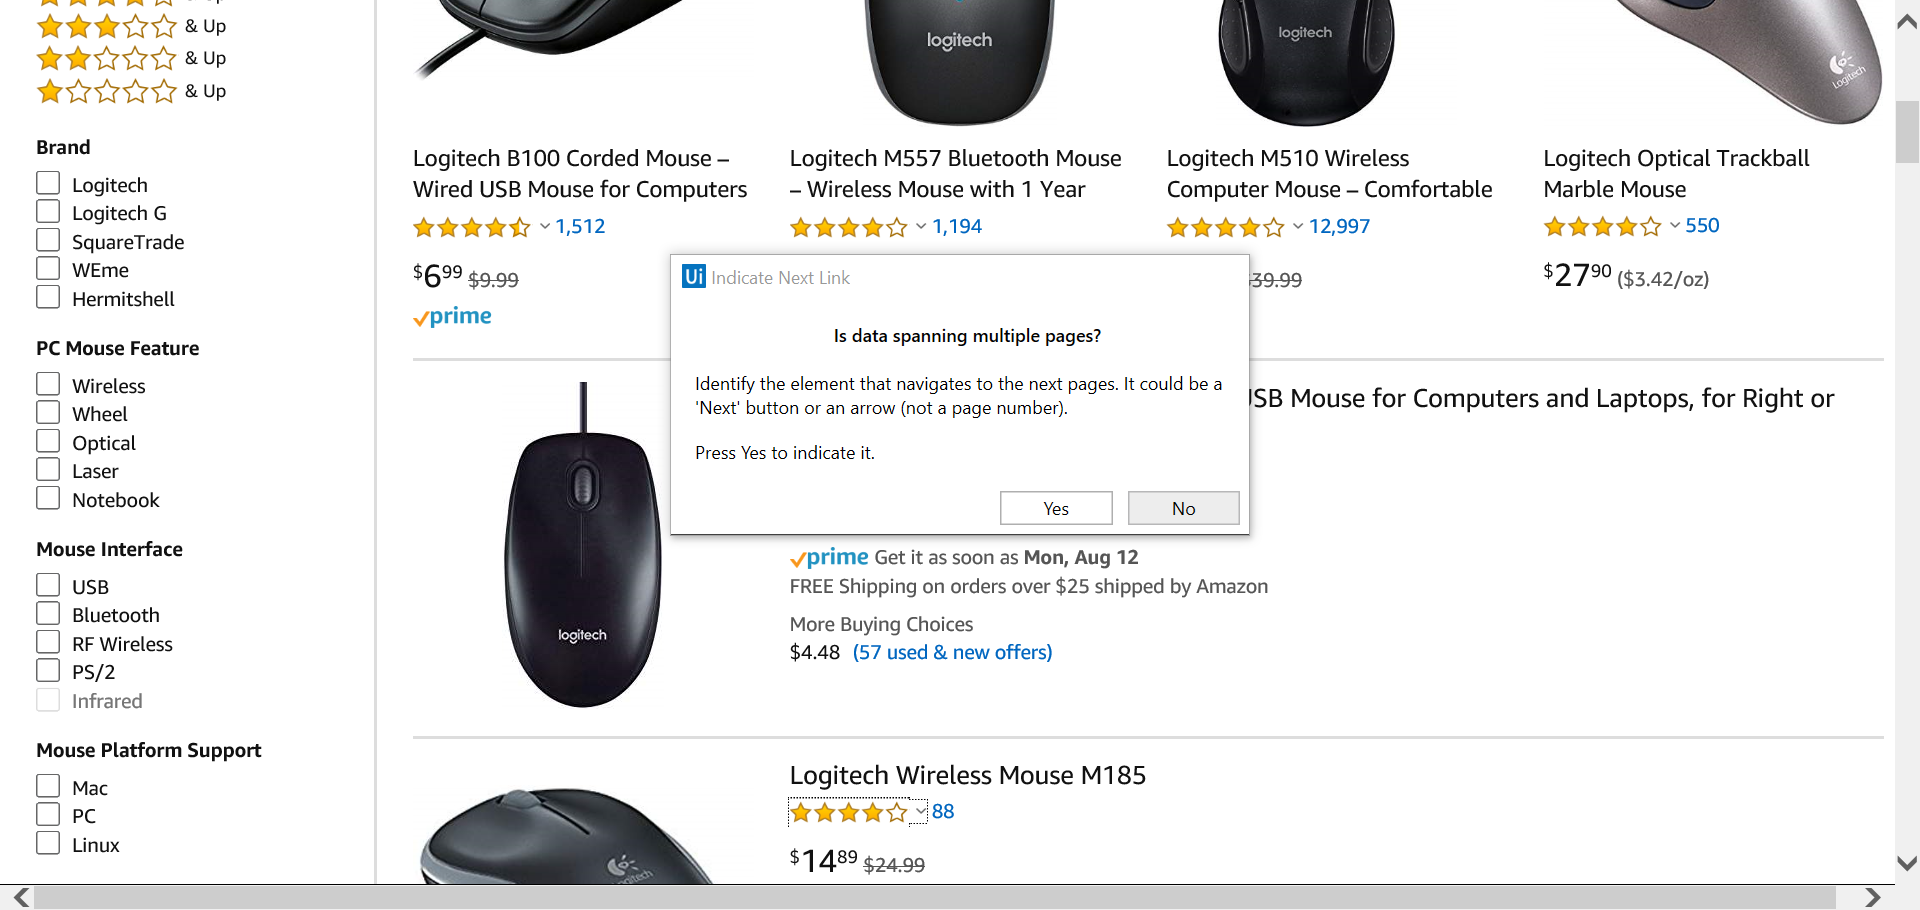 & Up
& Up
& Up
& Up
Brand
Logitech
Logitech G
SquareTrade
WEme
Hermitshell
PC Mouse Feature
Wireless
Wheel
Optical
Laser
Notebook
Mouse Interface
USB
Bluetooth
RF Wireless
PS/2
Infrared
Mouse Platform Support
Mac
PC
Linux
logitech
logitech
Logitech
Logitech B100 Corded Mouse –
Wired USB Mouse for Computers
1,512
$6.99 $9.99
prime
Logitech M557 Bluetooth Mouse
– Wireless Mouse with 1 Year
1,194
Logitech M510 Wireless
Computer Mouse – Comfortable
12,997
39.99
Logitech Optical Trackball
Marble Mouse
550
$27.90 ($3.42/oz)
Ui Indicate Next Link
Is data spanning multiple pages?
Identify the element that navigates to the next pages. It could be a
'Next' button or an arrow (not a page number).
Press Yes to indicate it.
Yes No
logitech
SB Mouse for Computers and Laptops, for Right or
prime Get it as soon as Mon, Aug 12
FREE Shipping on orders over $25 shipped by Amazon
More Buying Choices
$4.48 (57 used & new offers)
Logitech
Logitech Wireless Mouse M185
88
$14.89 $24.99